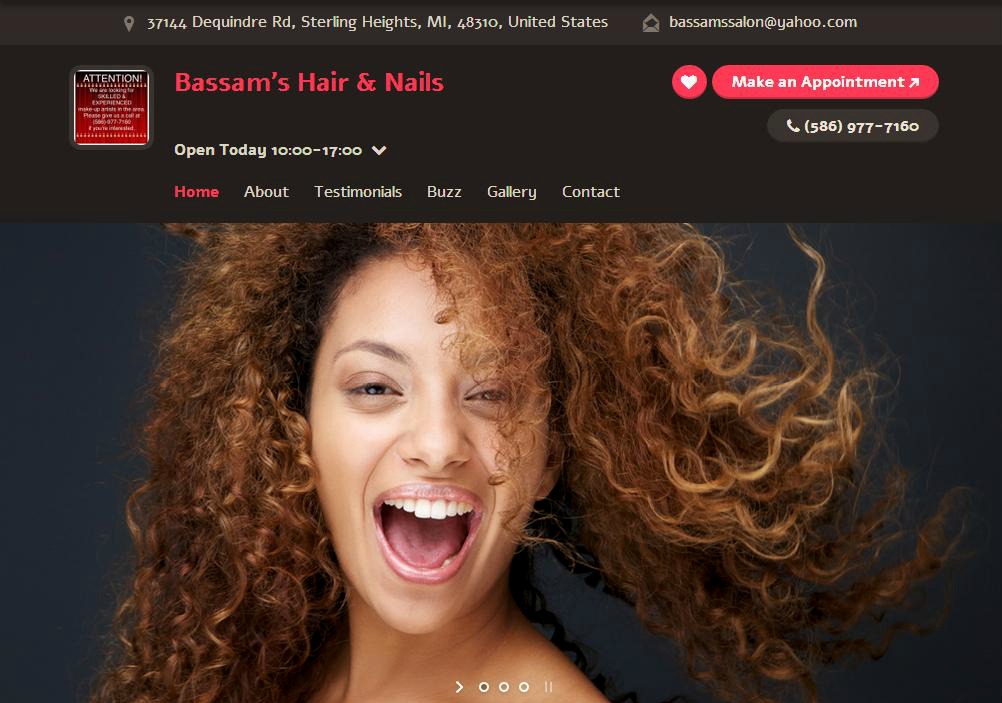 37144 Dequindre Rd, Sterling Heights, MI, 48310, United States
bassamssalon@yahoo.com
ATTENTION!
We are looking for
SKILLED &
EXPERIENCED
make-up artists in the area.
Please give us a call at
(586)-977-7160
if you're interested.
Bassam's Hair & Nails
Make an Appointment
(586) 977-7160
Open Today 10:00-17:00
Home About Testimonials Buzz Gallery Contact